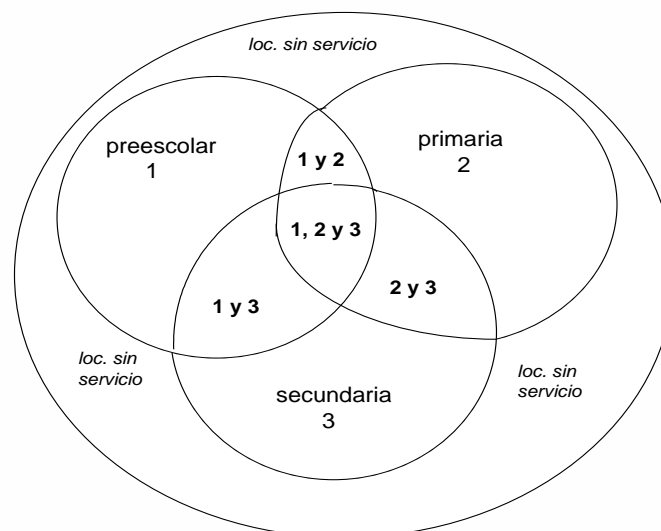 loc. sin servicio
preescolar
1
primaria
2
1 y 2
1, 2 y 3
1 y 3
2 y 3
loc. sin
servicio
secundaria
3
loc. sin
servicio